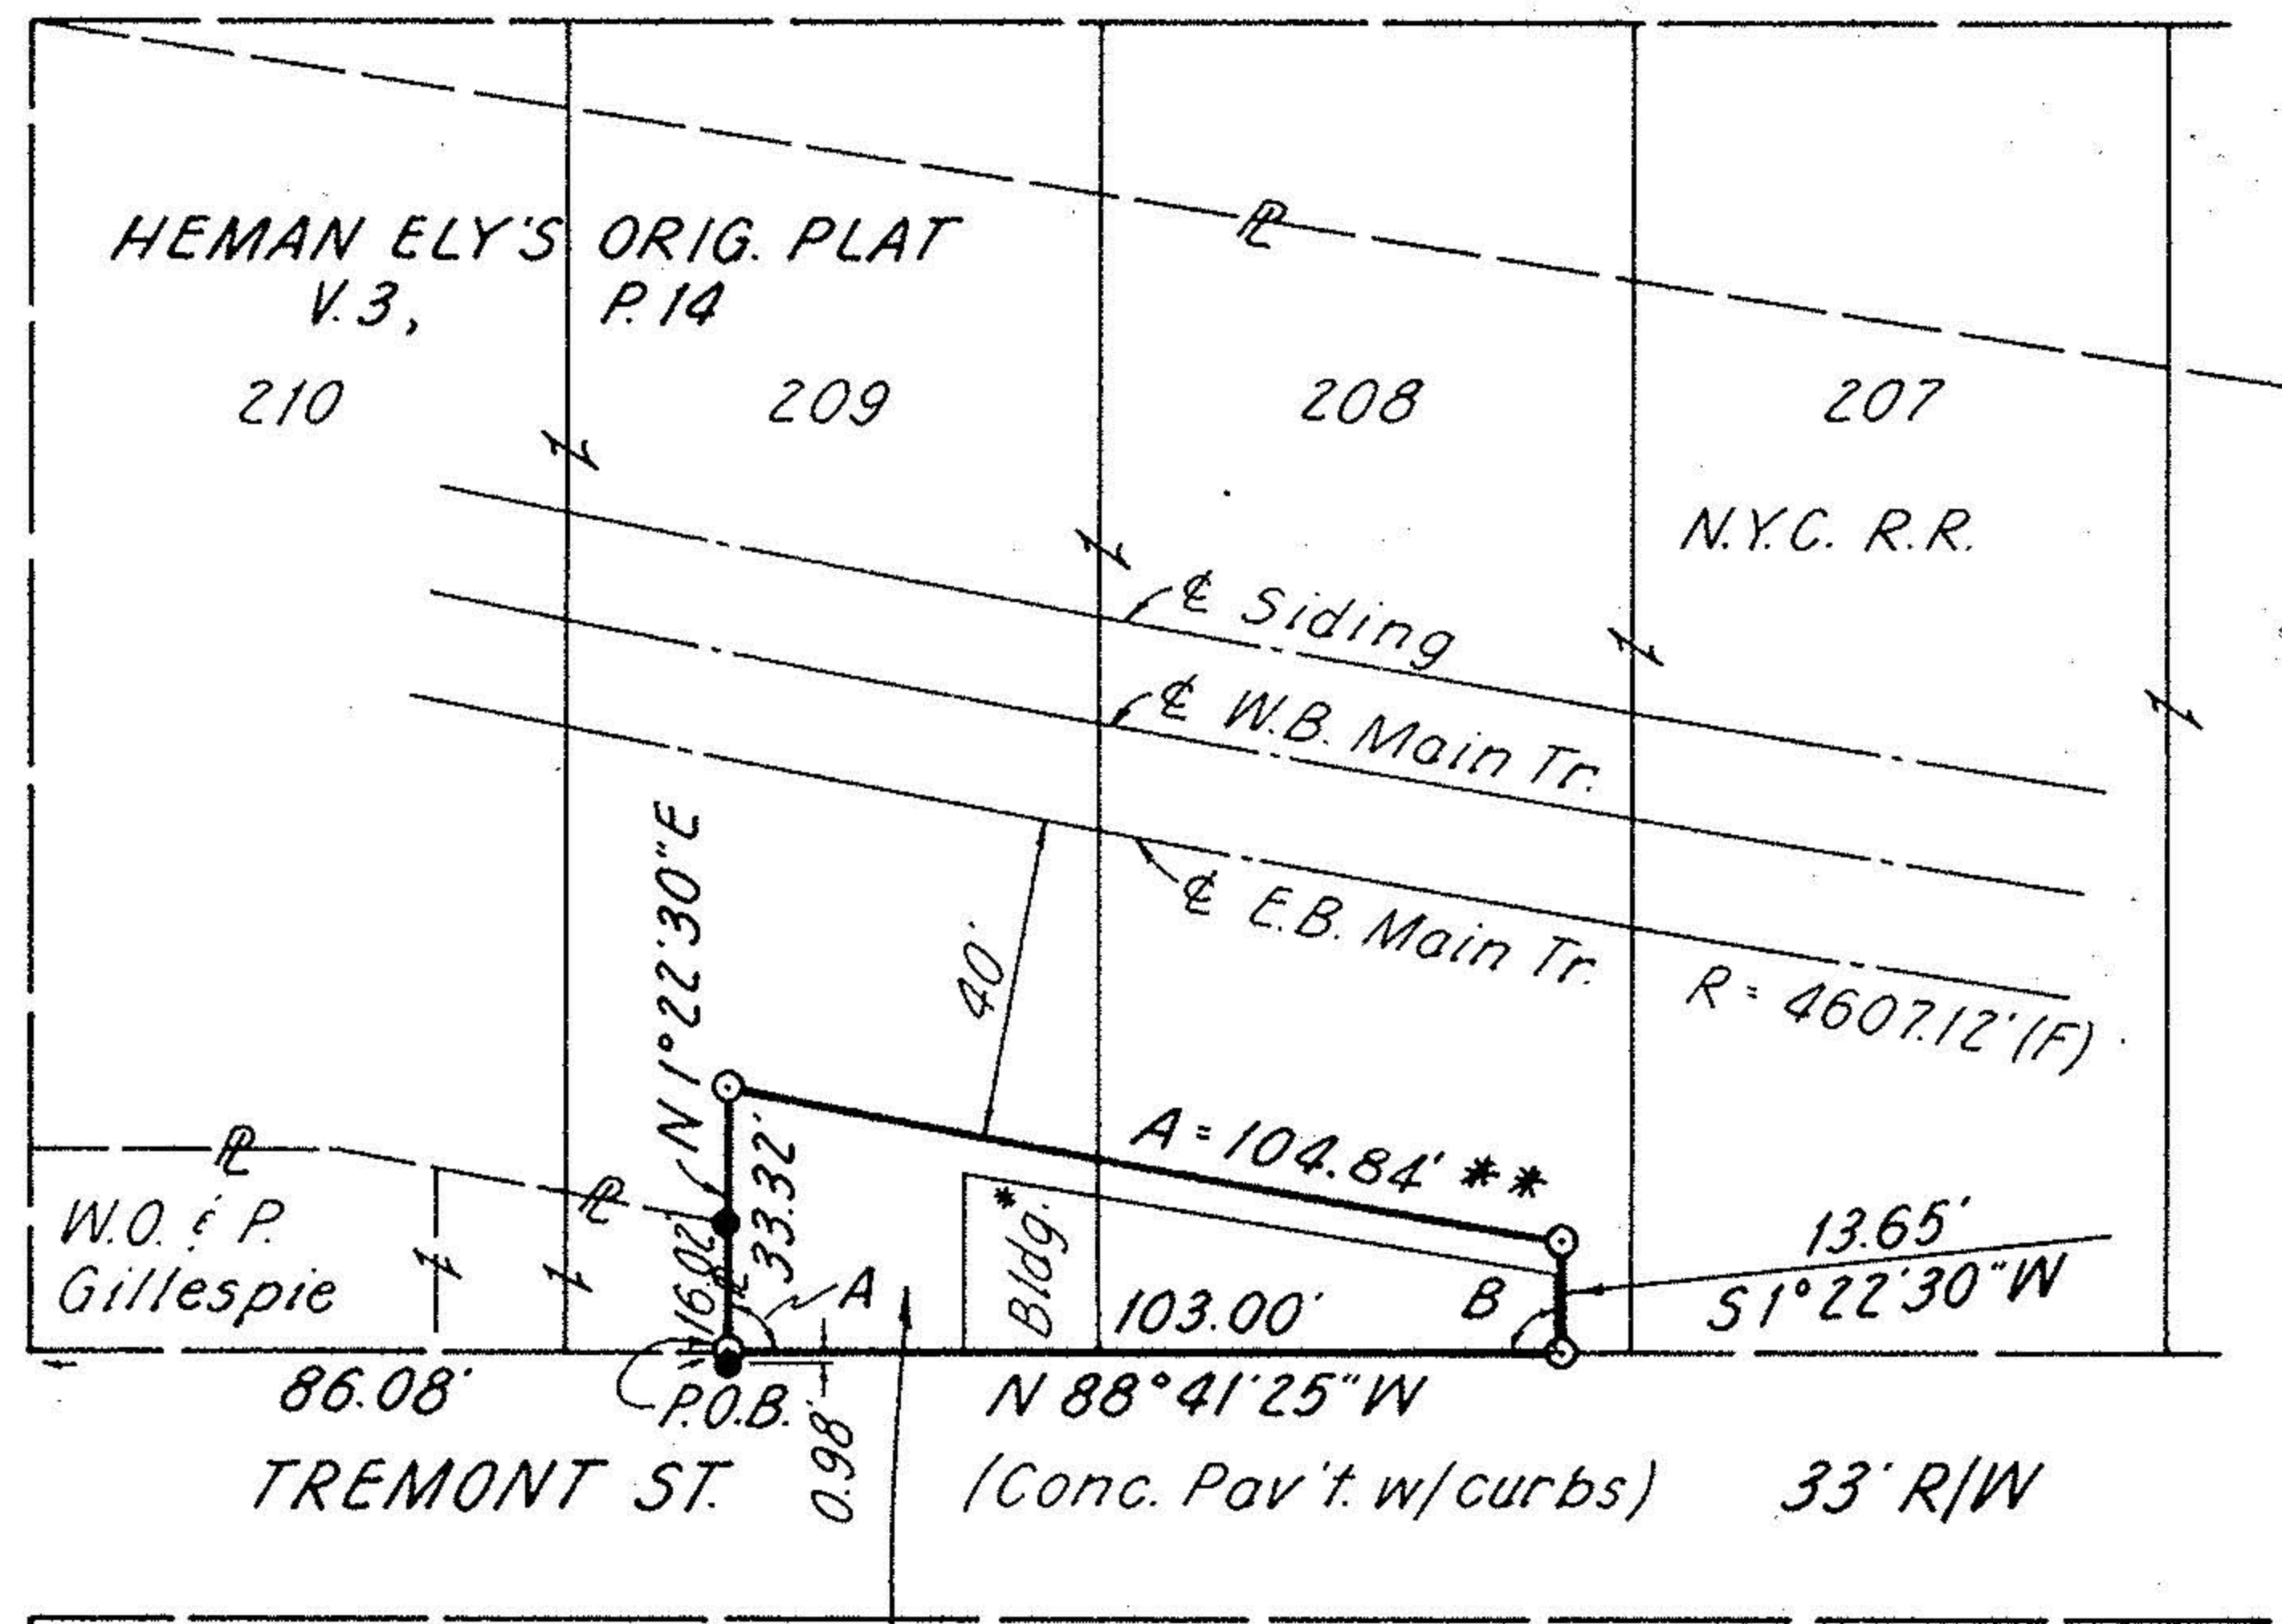 HEMAN ELY'S ORIG. PLAT
V.3, P.14
210
209
208
207
N.Y.C. R.R.
℄ Siding
℄ W.B. Main Tr.
℄ E.B. Main Tr.
R = 4607.12' (F)
40'
N 1°22'30"E
33.32'
16.02'
A = 104.84' **
Bldg.*
A
B
103.00'
13.65'
S 1°22'30"W
W.O. & P.
Gillespie
86.08'
P.O.B.
0.98'
N 88°41'25"W
TREMONT ST.
(Conc. Pav't. w/curbs)
33' R/W